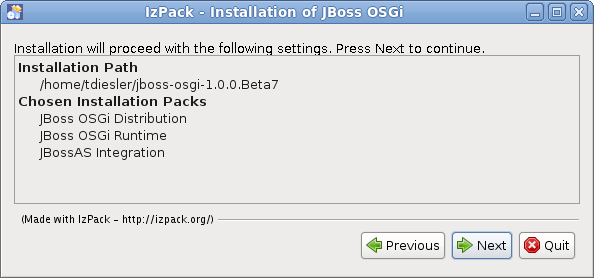 IzPack - Installation of JBoss OSGi
Installation will proceed with the following settings. Press Next to continue.
Installation Path
/home/tdiesler/jboss-osgi-1.0.0.Beta7
Chosen Installation Packs
JBoss OSGi Distribution
JBoss OSGi Runtime
JBossAS Integration
(Made with IzPack - http://izpack.org/)
Previous Next Quit